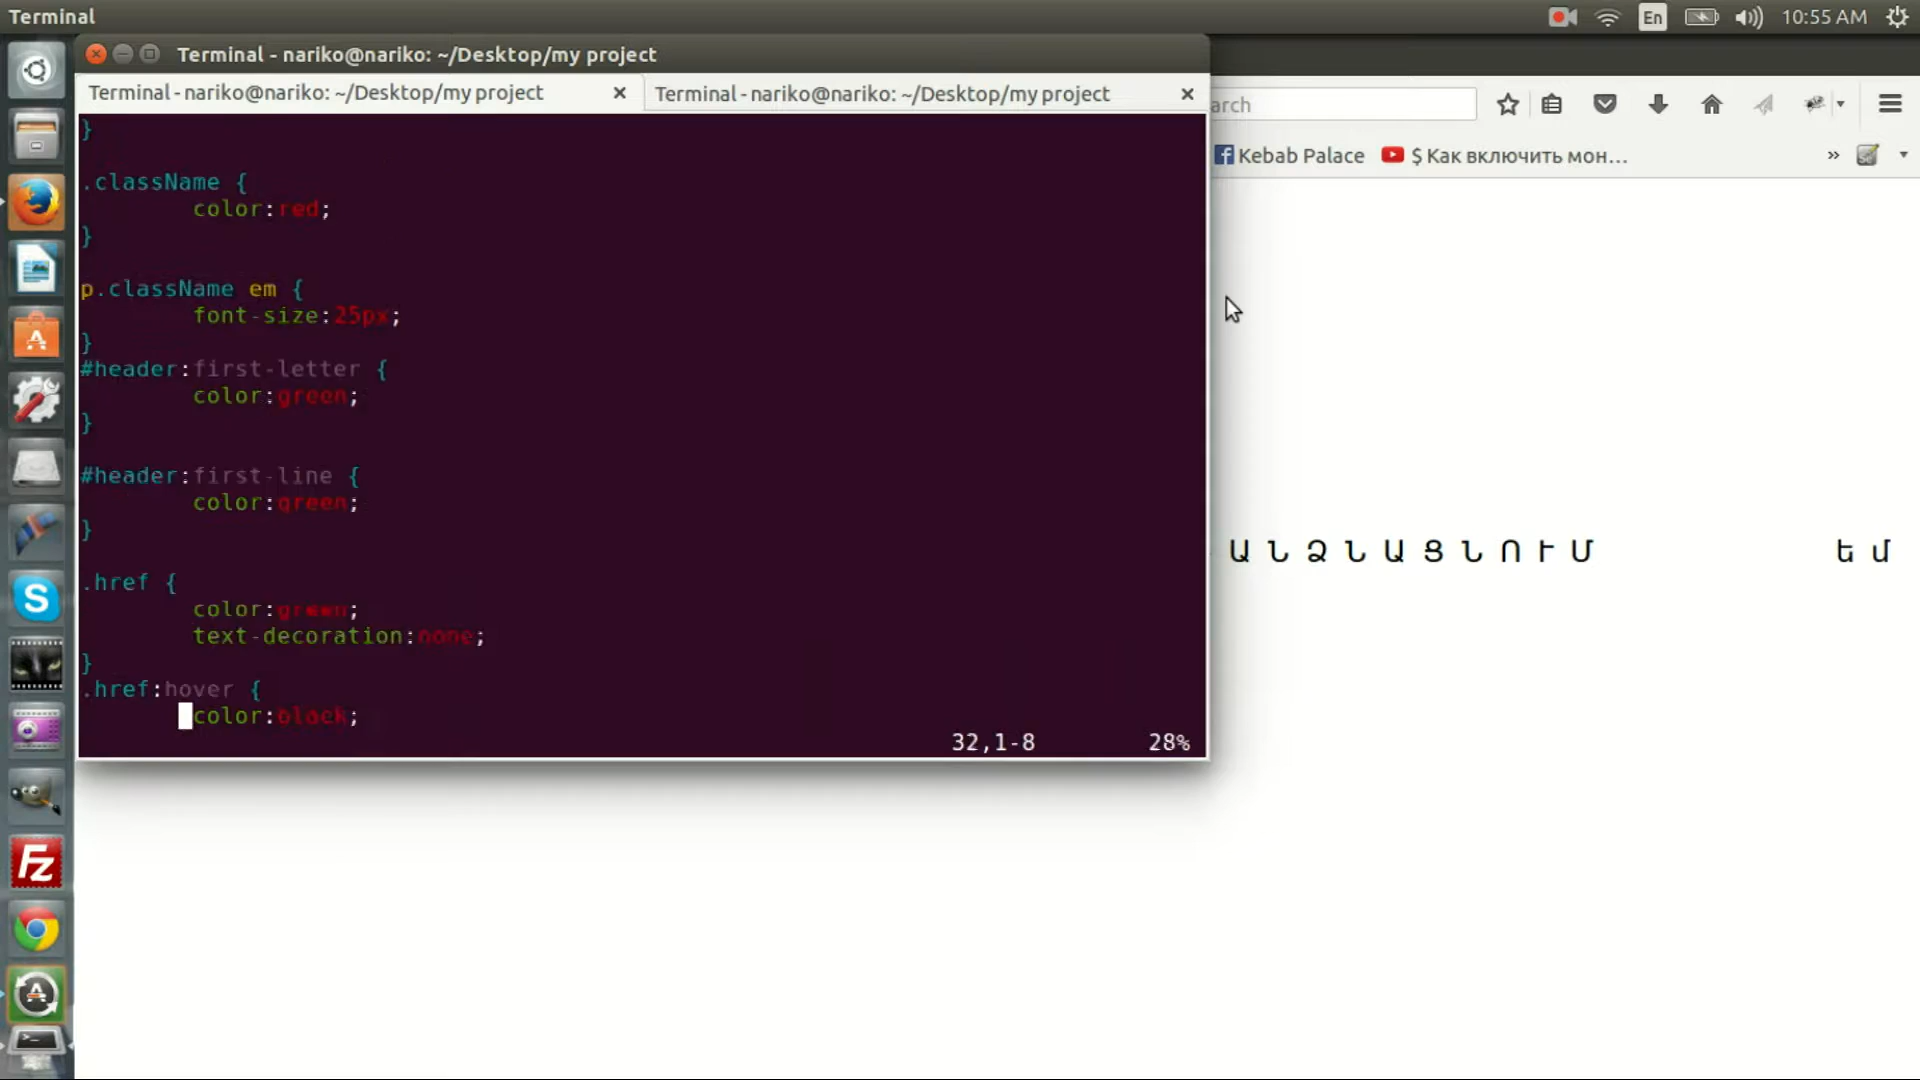 Terminal
En
10:55 AM
Terminal - nariko@nariko: ~/Desktop/my project
Terminal - nariko@nariko: ~/Desktop/my project ×
Terminal - nariko@nariko: ~/Desktop/my project ×
arch
Kebab Palace
$ Как включить мон...
»
}
.className {
color:red;
}
p.className em {
font-size:25px;
}
#header:first-letter {
color:green;
}
#header:first-line {
color:green;
}
.href {
color:green;
text-decoration:none;
}
.href:hover {
color:black;
32,1-8 28%
Ա Ն Ձ Ն Ա Ց Ն Ո Ւ Մ ե մ
S
Fz